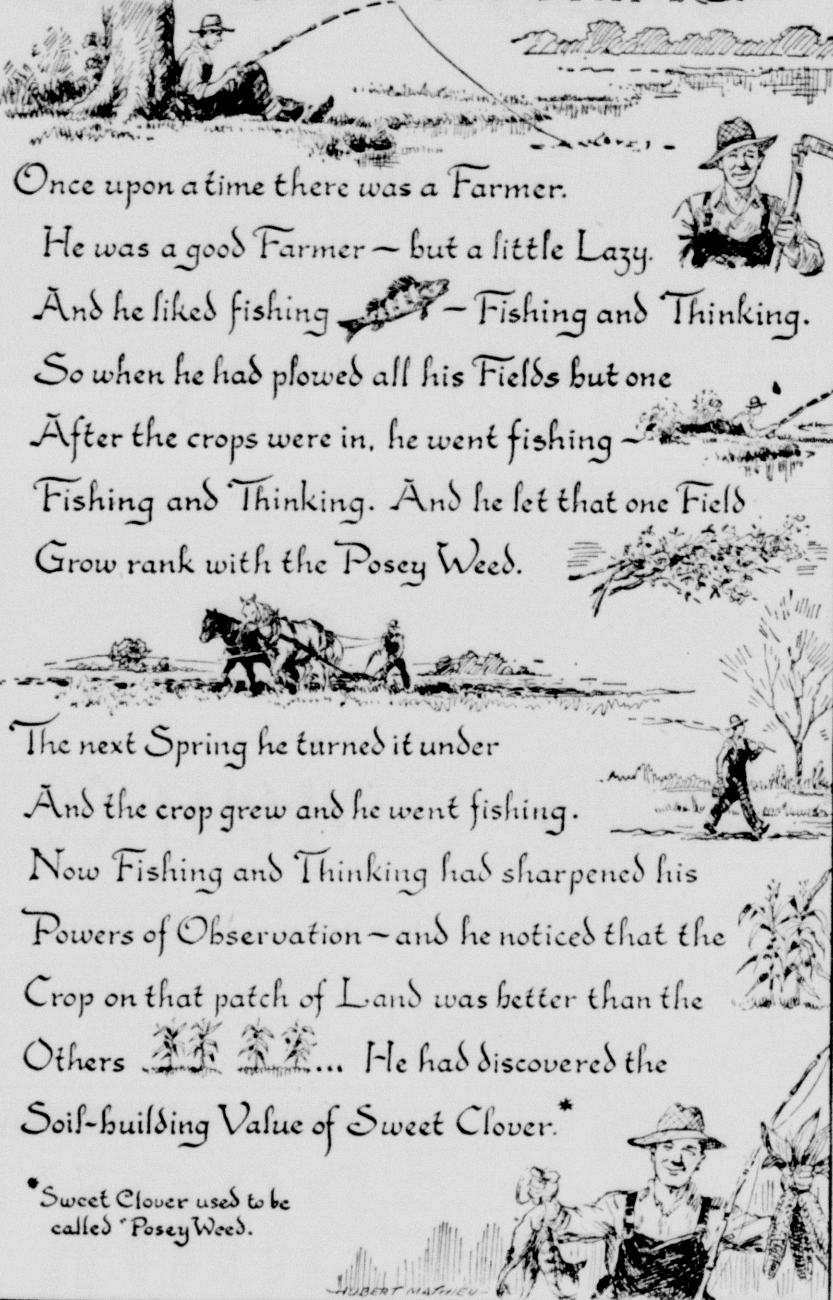 Once upon a time there was a Farmer.
He was a good Farmer – but a little Lazy.
And he liked fishing – Fishing and Thinking.
So when he had plowed all his Fields but one
After the crops were in, he went fishing –
Fishing and Thinking. And he let that one Field
Grow rank with the Posey Weed.
The next Spring he turned it under
And the crop grew and he went fishing.
Now Fishing and Thinking had sharpened his
Powers of Observation – and he noticed that the
Crop on that patch of Land was better than the
Others ... He had discovered the
Soil-building Value of Sweet Clover.*
*Sweet Clover used to be
called "Posey Weed.
HUBERT MATHIEU